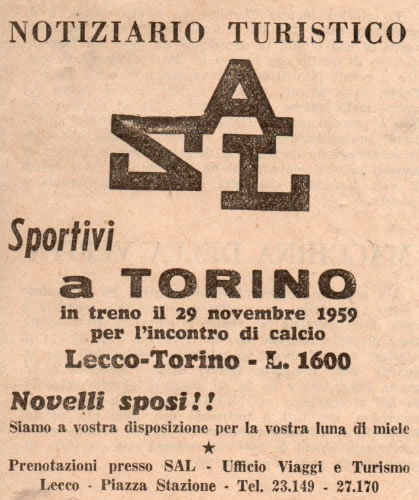 NOTIZIARIO TURISTICO
SAL
Sportivi
a TORINO
in treno il 29 novembre 1959
per l'incontro di calcio
Lecco-Torino - L. 1600
Novelli sposi!!
Siamo a vostra disposizione per la vostra luna di miele
★
Prenotazioni presso SAL - Ufficio Viaggi e Turismo
Lecco - Piazza Stazione - Tel. 23.149 - 27.170